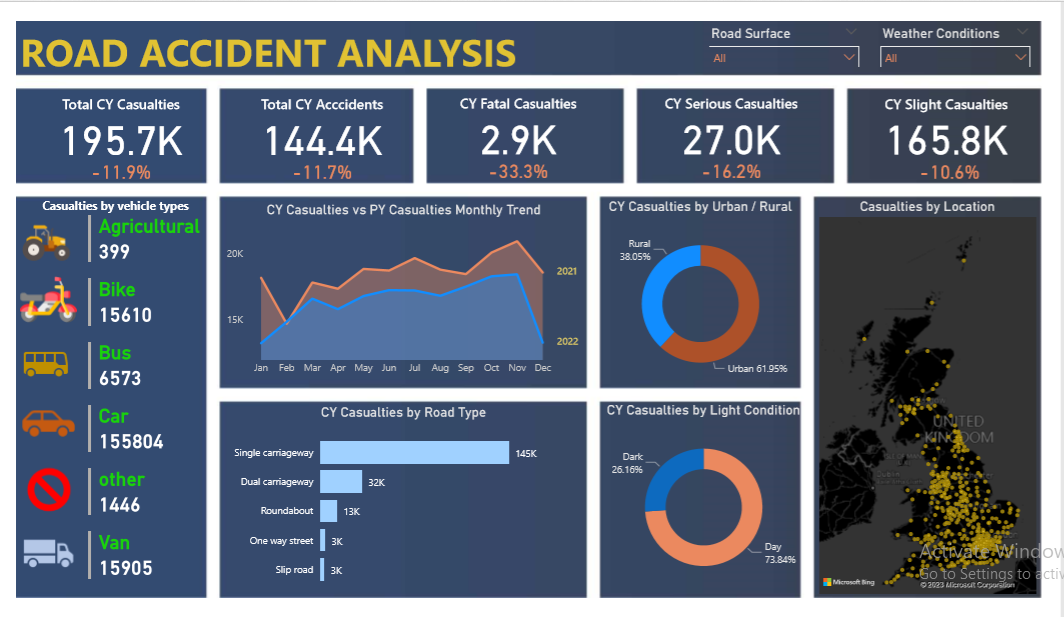 ROAD ACCIDENT ANALYSIS
Road Surface
All
Weather Conditions
All
Total CY Casualties
195.7K
-11.9%
Total CY Acccidents
144.4K
-11.7%
CY Fatal Casualties
2.9K
-33.3%
CY Serious Casualties
27.0K
-16.2%
CY Slight Casualties
165.8K
-10.6%
Casualties by vehicle types
Agricultural
399
Bike
15610
Bus
6573
Car
155804
other
1446
Van
15905
CY Casualties vs PY Casualties Monthly Trend
20K
15K
2021
2022
Jan Feb Mar Apr May Jun Jul Aug Sep Oct Nov Dec
CY Casualties by Road Type
Single carriageway 145K
Dual carriageway 32K
Roundabout 13K
One way street 3K
Slip road 3K
CY Casualties by Urban / Rural
Rural
38.05%
Urban 61.95%
CY Casualties by Light Condition
Dark
26.16%
Day
73.84%
Casualties by Location
UNITED
KINGDOM
Activate Window
Go to Settings to activ
Microsoft Bing
© 2023 Microsoft Corporation